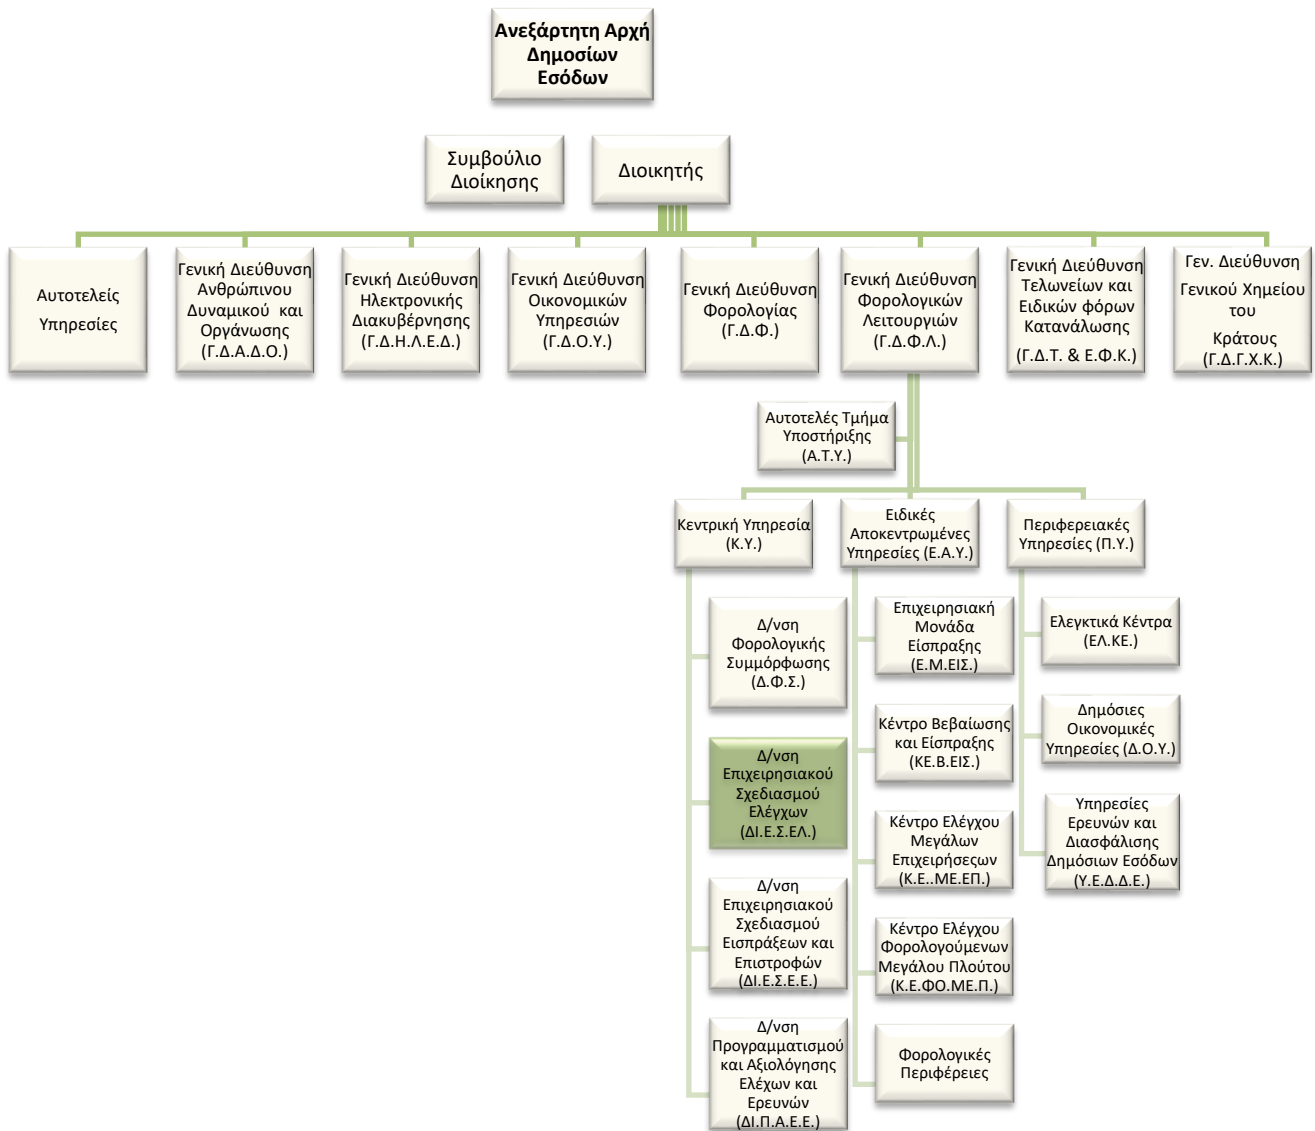 Ανεξάρτητη Αρχή
Δημοσίων
Εσόδων
Συμβούλιο
Διοίκησης
Διοικητής
Αυτοτελείς
Υπηρεσίες
Γενική Διεύθυνση
Ανθρώπινου
Δυναμικού και
Οργάνωσης
(Γ.Δ.Α.Δ.Ο.)
Γενική Διεύθυνση
Ηλεκτρονικής
Διακυβέρνησης
(Γ.Δ.Η.Λ.Ε.Δ.)
Γενική Διεύθυνση
Οικονομικών
Υπηρεσιών
(Γ.Δ.Ο.Υ.)
Γενική Διεύθυνση
Φορολογίας
(Γ.Δ.Φ.)
Γενική Διεύθυνση
Φορολογικών
Λειτουργιών
(Γ.Δ.Φ.Λ.)
Γενική Διεύθυνση
Τελωνείων και
Ειδικών φόρων
Κατανάλωσης
(Γ.Δ.Τ. & Ε.Φ.Κ.)
Γεν. Διεύθυνση
Γενικού Χημείου
του
Κράτους
(Γ.Δ.Γ.Χ.Κ.)
Αυτοτελές Τμήμα
Υποστήριξης
(Α.Τ.Υ.)
Κεντρική Υπηρεσία
(Κ.Υ.)
Ειδικές
Αποκεντρωμένες
Υπηρεσίες (Ε.Α.Υ.)
Περιφερειακές
Υπηρεσίες (Π.Υ.)
Δ/νση
Φορολογικής
Συμμόρφωσης
(Δ.Φ.Σ.)
Δ/νση
Επιχειρησιακού
Σχεδιασμού
Ελέγχων
(ΔΙ.Ε.Σ.ΕΛ.)
Δ/νση
Επιχειρησιακού
Σχεδιασμού
Εισπράξεων και
Επιστροφών
(ΔΙ.Ε.Σ.Ε.Ε.)
Δ/νση
Προγραμματισμού
και Αξιολόγησης
Ελέχων και
Ερευνών
(ΔΙ.Π.Α.Ε.Ε.)
Επιχειρησιακή
Μονάδα
Είσπραξης
(Ε.Μ.ΕΙΣ.)
Κέντρο Βεβαίωσης
και Είσπραξης
(ΚΕ.Β.ΕΙΣ.)
Κέντρο Ελέγχου
Μεγάλων
Επιχειρήσεςων
(Κ.Ε..ΜΕ.ΕΠ.)
Κέντρο Ελέγχου
Φορολογούμενων
Μεγάλου Πλούτου
(Κ.Ε.ΦΟ.ΜΕ.Π.)
Φορολογικές
Περιφέρειες
Ελεγκτικά Κέντρα
(ΕΛ.ΚΕ.)
Δημόσιες
Οικονομικές
Υπηρεσίες (Δ.Ο.Υ.)
Υπηρεσίες
Ερευνών και
Διασφάλισης
Δημόσιων Εσόδων
(Υ.Ε.Δ.Δ.Ε.)